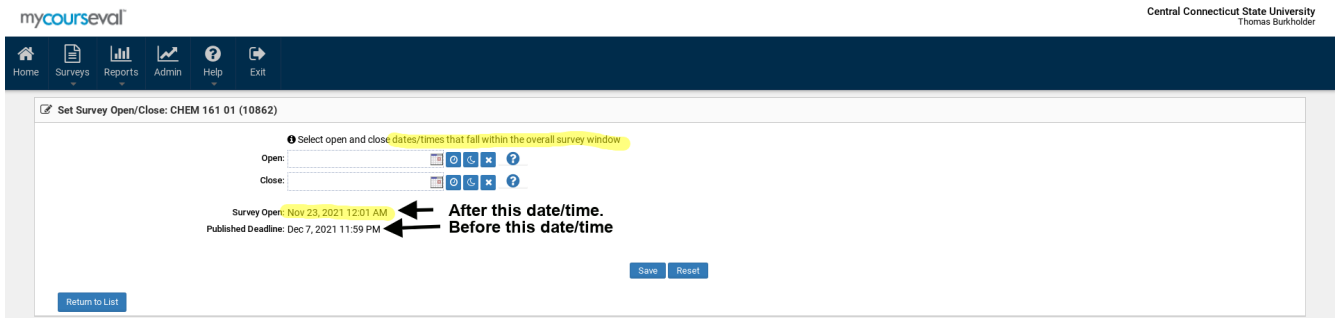 mycourseval
Central Connecticut State University
Thomas Burkholder
Home Surveys Reports Admin Help Exit
Set Survey Open/Close: CHEM 161 01 (10862)
Select open and close dates/times that fall within the overall survey window
Open:
Close:
Survey Open: Nov 23, 2021 12:01 AM After this date/time.
Published Deadline: Dec 7, 2021 11:59 PM Before this date/time
Save Reset
Return to List